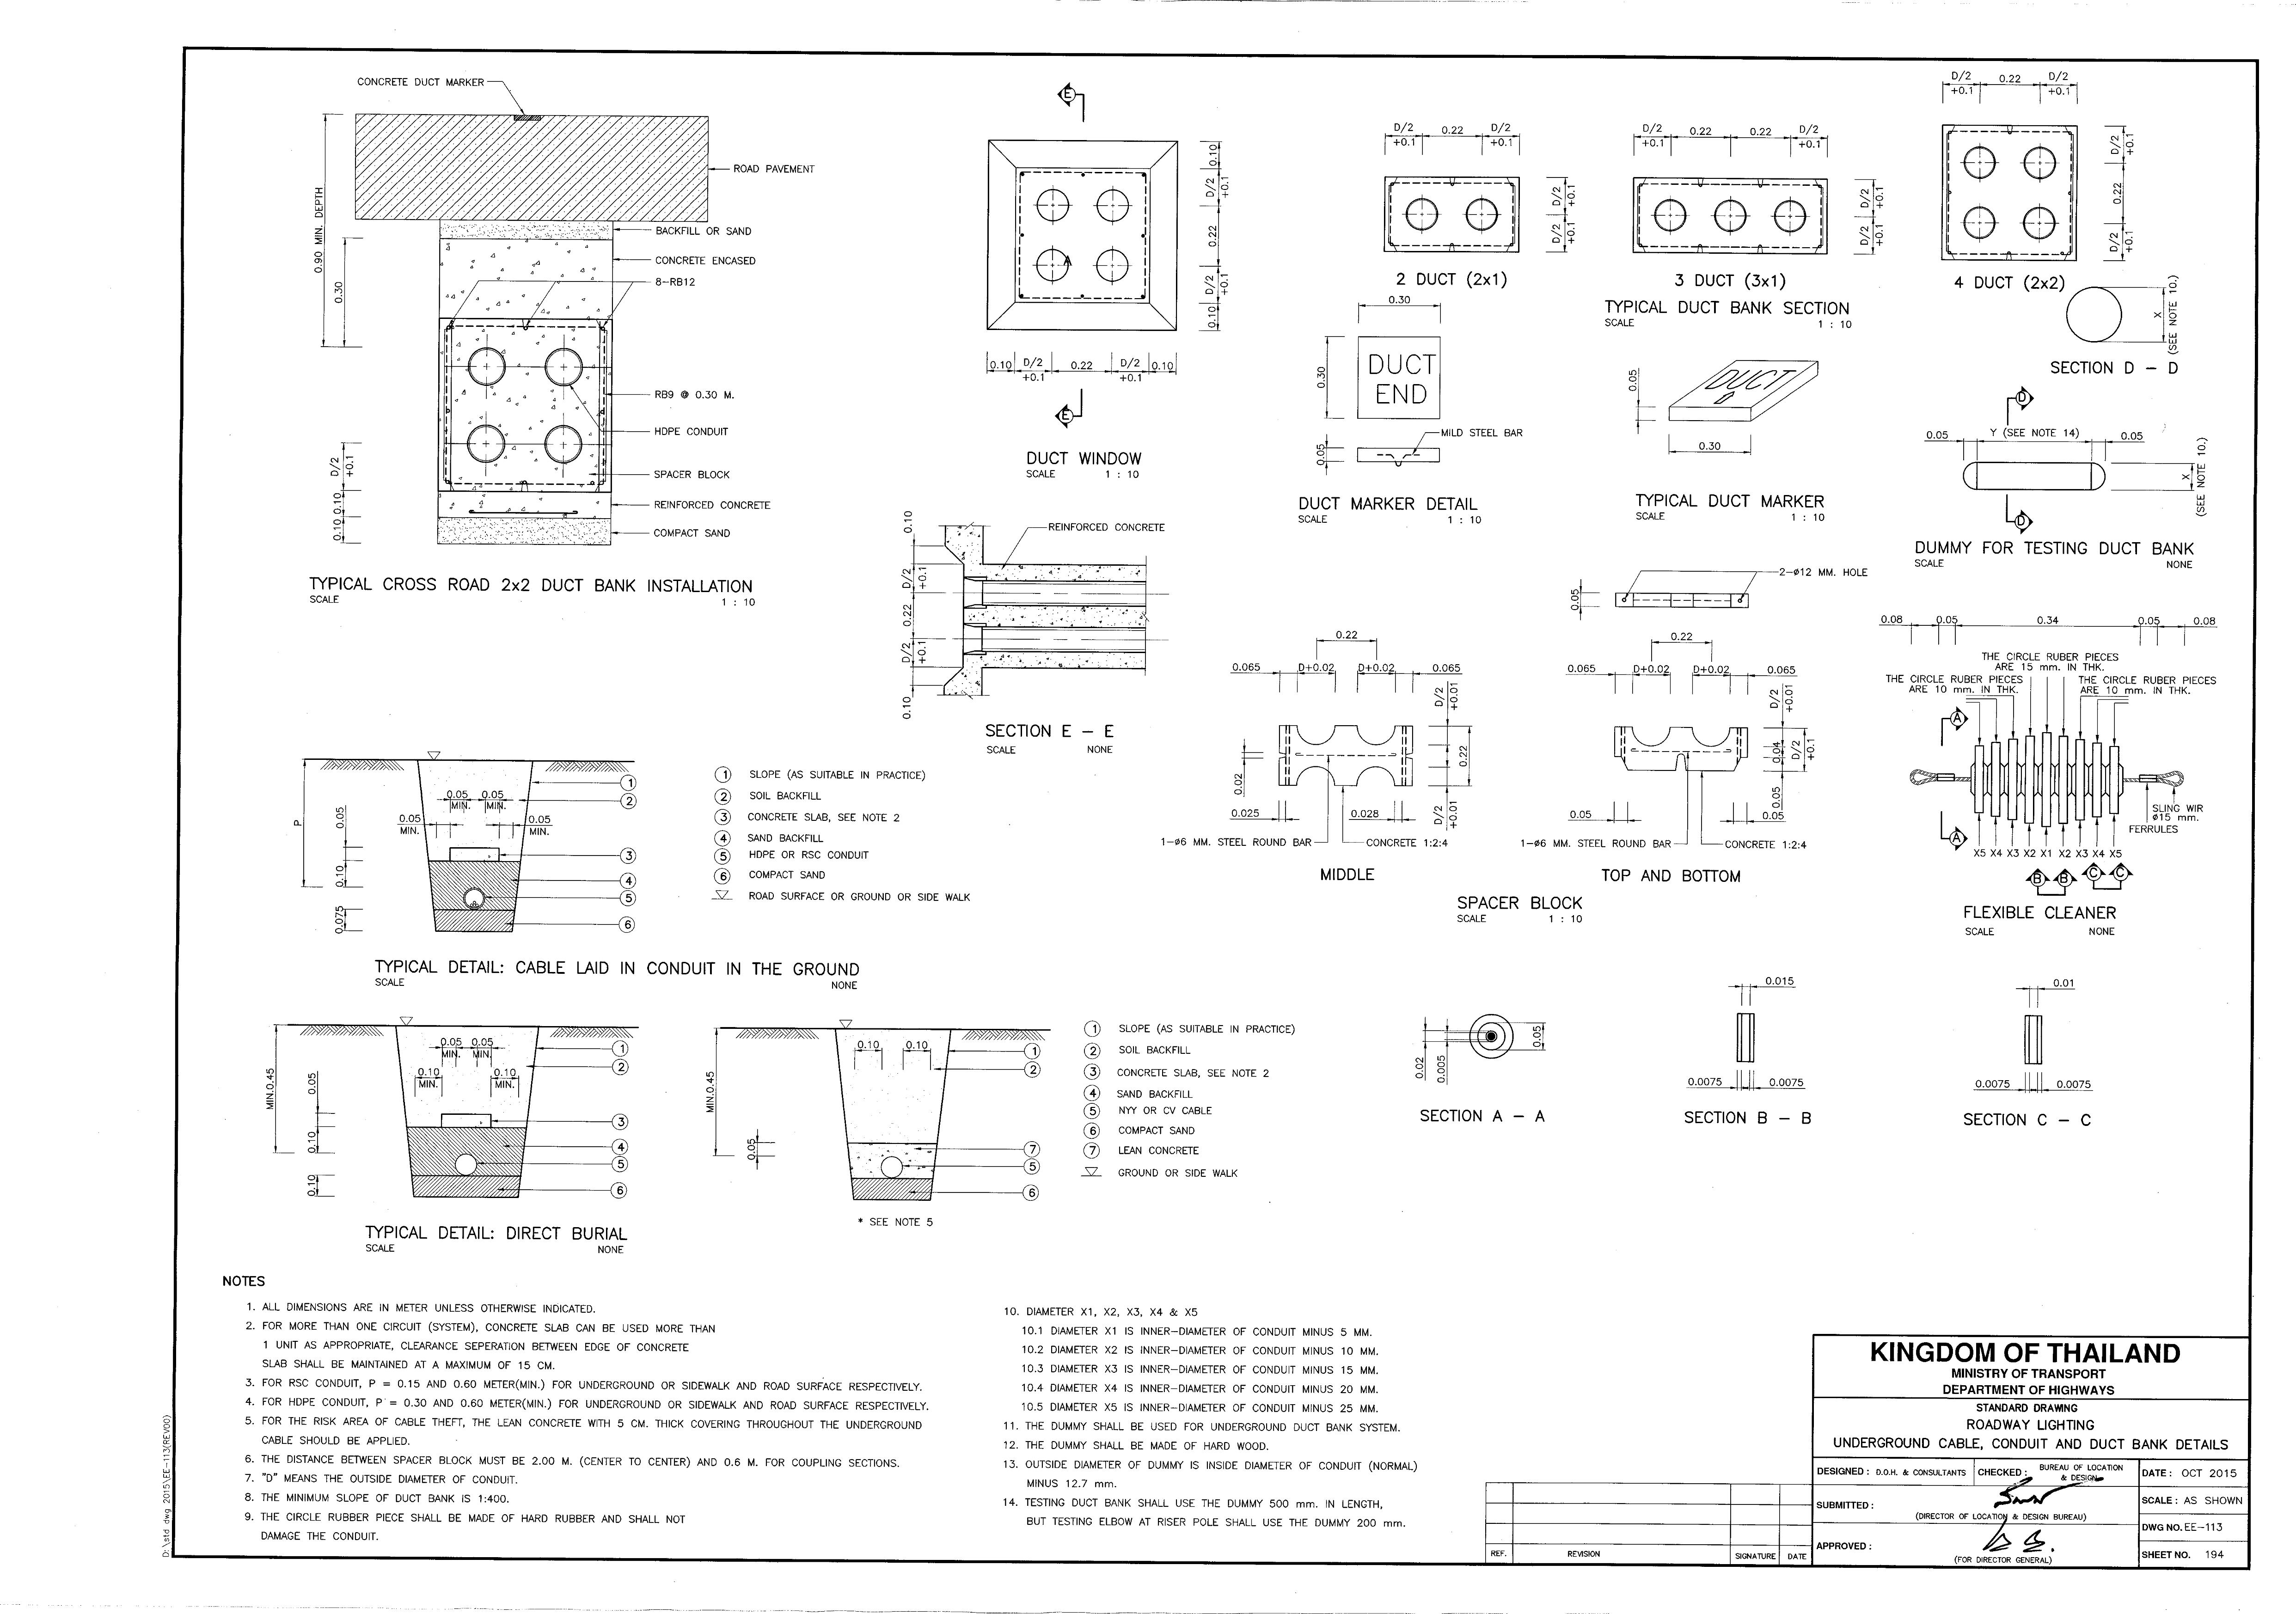 CONCRETE DUCT MARKER
ROAD PAVEMENT
0.90 MIN. DEPTH
0.30
BACKFILL OR SAND
CONCRETE ENCASED
8-RB12
RB9 @ 0.30 M.
HDPE CONDUIT
D/2
+0.1
SPACER BLOCK
0.10
REINFORCED CONCRETE
0.10
COMPACT SAND
TYPICAL CROSS ROAD 2x2 DUCT BANK INSTALLATION
SCALE 1 : 10
E
0.10
D/2
+0.1
0.22
D/2
+0.1
0.10
A
0.10 D/2 0.22 D/2 0.10
+0.1 +0.1
E
DUCT WINDOW
SCALE 1 : 10
D/2 0.22 D/2
+0.1 +0.1
D/2
+0.1
D/2
+0.1
2 DUCT (2x1)
D/2 0.22 0.22 D/2
+0.1 +0.1
D/2
+0.1
D/2
+0.1
3 DUCT (3x1)
D/2 0.22 D/2
+0.1 +0.1
D/2
+0.1
0.22
D/2
+0.1
4 DUCT (2x2)
TYPICAL DUCT BANK SECTION
SCALE 1 : 10
0.30
0.30
DUCT
END
MILD STEEL BAR
0.05
DUCT MARKER DETAIL
SCALE 1 : 10
0.05
DUCT
0.30
TYPICAL DUCT MARKER
SCALE 1 : 10
X
(SEE NOTE 10.)
SECTION D - D
D
0.05 Y (SEE NOTE 14) 0.05
X
(SEE NOTE 10.)
D
DUMMY FOR TESTING DUCT BANK
SCALE NONE
0.10
REINFORCED CONCRETE
D/2
+0.1
0.22
D/2
+0.1
0.10
SECTION E - E
SCALE NONE
0.22
0.065 D+0.02 D+0.02 0.065
D/2
+0.01
0.22
0.02
D/2
+0.01
0.025 0.028
1-ø6 MM. STEEL ROUND BAR
CONCRETE 1:2:4
MIDDLE
2-ø12 MM. HOLE
0.05
0.22
0.065 D+0.02 D+0.02 0.065
D/2
+0.01
0.04
D/2
+0.1
0.05
0.05 0.05
1-ø6 MM. STEEL ROUND BAR
CONCRETE 1:2:4
TOP AND BOTTOM
SPACER BLOCK
SCALE 1 : 10
0.08 0.05 0.34 0.05 0.08
THE CIRCLE RUBER PIECES
ARE 15 mm. IN THK.
THE CIRCLE RUBER PIECES
ARE 10 mm. IN THK.
THE CIRCLE RUBER PIECES
ARE 10 mm. IN THK.
A
SLING WIR
ø15 mm.
FERRULES
A
X5 X4 X3 X2 X1 X2 X3 X4 X5
B B C C
FLEXIBLE CLEANER
SCALE NONE
0.05 0.05
MIN. MIN.
0.05 0.05
MIN. MIN.
P
0.05
0.10
0.075
1
2
3
4
5
6
1 SLOPE (AS SUITABLE IN PRACTICE)
2 SOIL BACKFILL
3 CONCRETE SLAB, SEE NOTE 2
4 SAND BACKFILL
5 HDPE OR RSC CONDUIT
6 COMPACT SAND
ROAD SURFACE OR GROUND OR SIDE WALK
TYPICAL DETAIL: CABLE LAID IN CONDUIT IN THE GROUND
SCALE NONE
MIN.0.45
0.05
0.10
0.10
0.05 0.05
MIN. MIN.
0.10 0.10
MIN. MIN.
1
2
3
4
5
6
TYPICAL DETAIL: DIRECT BURIAL
SCALE NONE
MIN.0.45
0.05
0.10 0.10
1
2
7
5
6
* SEE NOTE 5
1 SLOPE (AS SUITABLE IN PRACTICE)
2 SOIL BACKFILL
3 CONCRETE SLAB, SEE NOTE 2
4 SAND BACKFILL
5 NYY OR CV CABLE
6 COMPACT SAND
7 LEAN CONCRETE
GROUND OR SIDE WALK
0.02
0.005
0.05
SECTION A - A
0.015
0.0075 0.0075
SECTION B - B
0.01
0.0075 0.0075
SECTION C - C
NOTES
1. ALL DIMENSIONS ARE IN METER UNLESS OTHERWISE INDICATED.
2. FOR MORE THAN ONE CIRCUIT (SYSTEM), CONCRETE SLAB CAN BE USED MORE THAN
1 UNIT AS APPROPRIATE, CLEARANCE SEPERATION BETWEEN EDGE OF CONCRETE
SLAB SHALL BE MAINTAINED AT A MAXIMUM OF 15 CM.
3. FOR RSC CONDUIT, P = 0.15 AND 0.60 METER(MIN.) FOR UNDERGROUND OR SIDEWALK AND ROAD SURFACE RESPECTIVELY.
4. FOR HDPE CONDUIT, P = 0.30 AND 0.60 METER(MIN.) FOR UNDERGROUND OR SIDEWALK AND ROAD SURFACE RESPECTIVELY.
5. FOR THE RISK AREA OF CABLE THEFT, THE LEAN CONCRETE WITH 5 CM. THICK COVERING THROUGHOUT THE UNDERGROUND
CABLE SHOULD BE APPLIED.
6. THE DISTANCE BETWEEN SPACER BLOCK MUST BE 2.00 M. (CENTER TO CENTER) AND 0.6 M. FOR COUPLING SECTIONS.
7. "D" MEANS THE OUTSIDE DIAMETER OF CONDUIT.
8. THE MINIMUM SLOPE OF DUCT BANK IS 1:400.
9. THE CIRCLE RUBBER PIECE SHALL BE MADE OF HARD RUBBER AND SHALL NOT
DAMAGE THE CONDUIT.
10. DIAMETER X1, X2, X3, X4 & X5
10.1 DIAMETER X1 IS INNER-DIAMETER OF CONDUIT MINUS 5 MM.
10.2 DIAMETER X2 IS INNER-DIAMETER OF CONDUIT MINUS 10 MM.
10.3 DIAMETER X3 IS INNER-DIAMETER OF CONDUIT MINUS 15 MM.
10.4 DIAMETER X4 IS INNER-DIAMETER OF CONDUIT MINUS 20 MM.
10.5 DIAMETER X5 IS INNER-DIAMETER OF CONDUIT MINUS 25 MM.
11. THE DUMMY SHALL BE USED FOR UNDERGROUND DUCT BANK SYSTEM.
12. THE DUMMY SHALL BE MADE OF HARD WOOD.
13. OUTSIDE DIAMETER OF DUMMY IS INSIDE DIAMETER OF CONDUIT (NORMAL)
MINUS 12.7 mm.
14. TESTING DUCT BANK SHALL USE THE DUMMY 500 mm. IN LENGTH,
BUT TESTING ELBOW AT RISER POLE SHALL USE THE DUMMY 200 mm.
REF. REVISION SIGNATURE DATE
KINGDOM OF THAILAND
MINISTRY OF TRANSPORT
DEPARTMENT OF HIGHWAYS
STANDARD DRAWING
ROADWAY LIGHTING
UNDERGROUND CABLE, CONDUIT AND DUCT BANK DETAILS
DESIGNED : D.O.H. & CONSULTANTS CHECKED : BUREAU OF LOCATION & DESIGN DATE : OCT 2015
SUBMITTED :
(DIRECTOR OF LOCATION & DESIGN BUREAU)
SCALE : AS SHOWN
DWG NO. EE-113
APPROVED :
(FOR DIRECTOR GENERAL)
SHEET NO. 194
D:\std dwg 2015\EE-113(REV00)